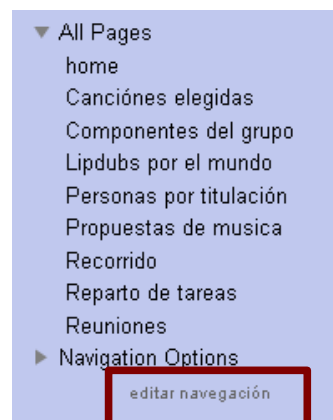 All Pages
home
Canciónes elegidas
Componentes del grupo
Lipdubs por el mundo
Personas por titulación
Propuestas de musica
Recorrido
Reparto de tareas
Reuniones
Navigation Options
editar navegación